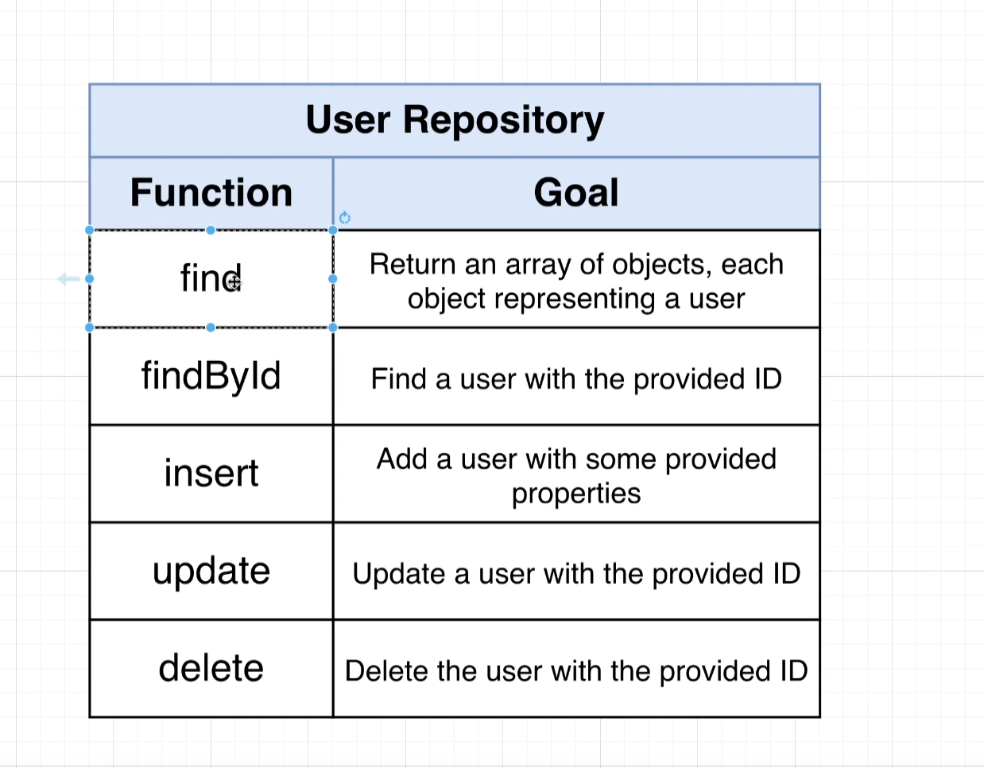 User Repository
Function Goal
find
Return an array of objects, each
object representing a user
findById
Find a user with the provided ID
insert
Add a user with some provided
properties
update
Update a user with the provided ID
delete
Delete the user with the provided ID